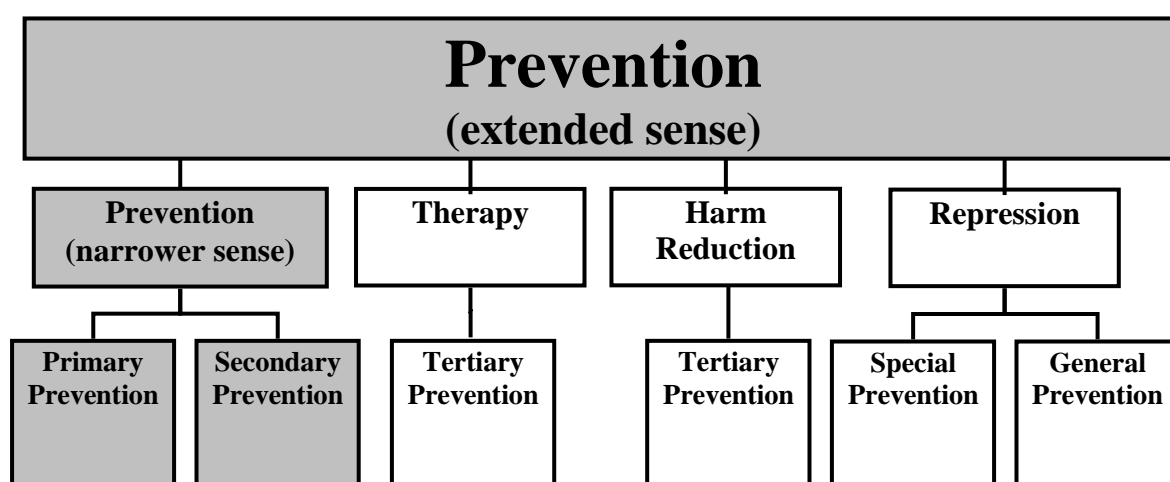 Prevention
(extended sense)
Prevention
(narrower sense)
Therapy
Harm
Reduction
Repression
Primary
Prevention
Secondary
Prevention
Tertiary
Prevention
Tertiary
Prevention
Special
Prevention
General
Prevention